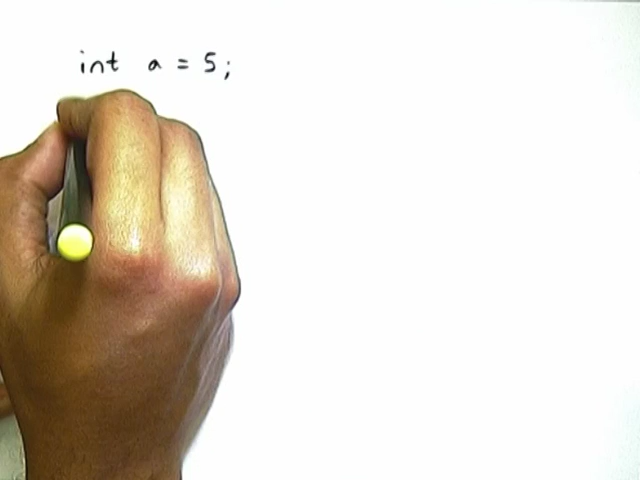 int a = 5;